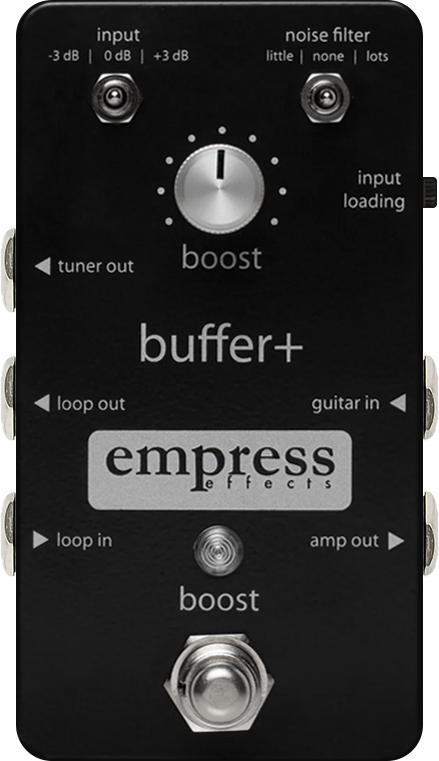 input
-3 dB | 0 dB | +3 dB
noise filter
little | none | lots
input
loading
boost
tuner out
buffer+
loop out
guitar in
empress
effects
loop in
amp out
boost